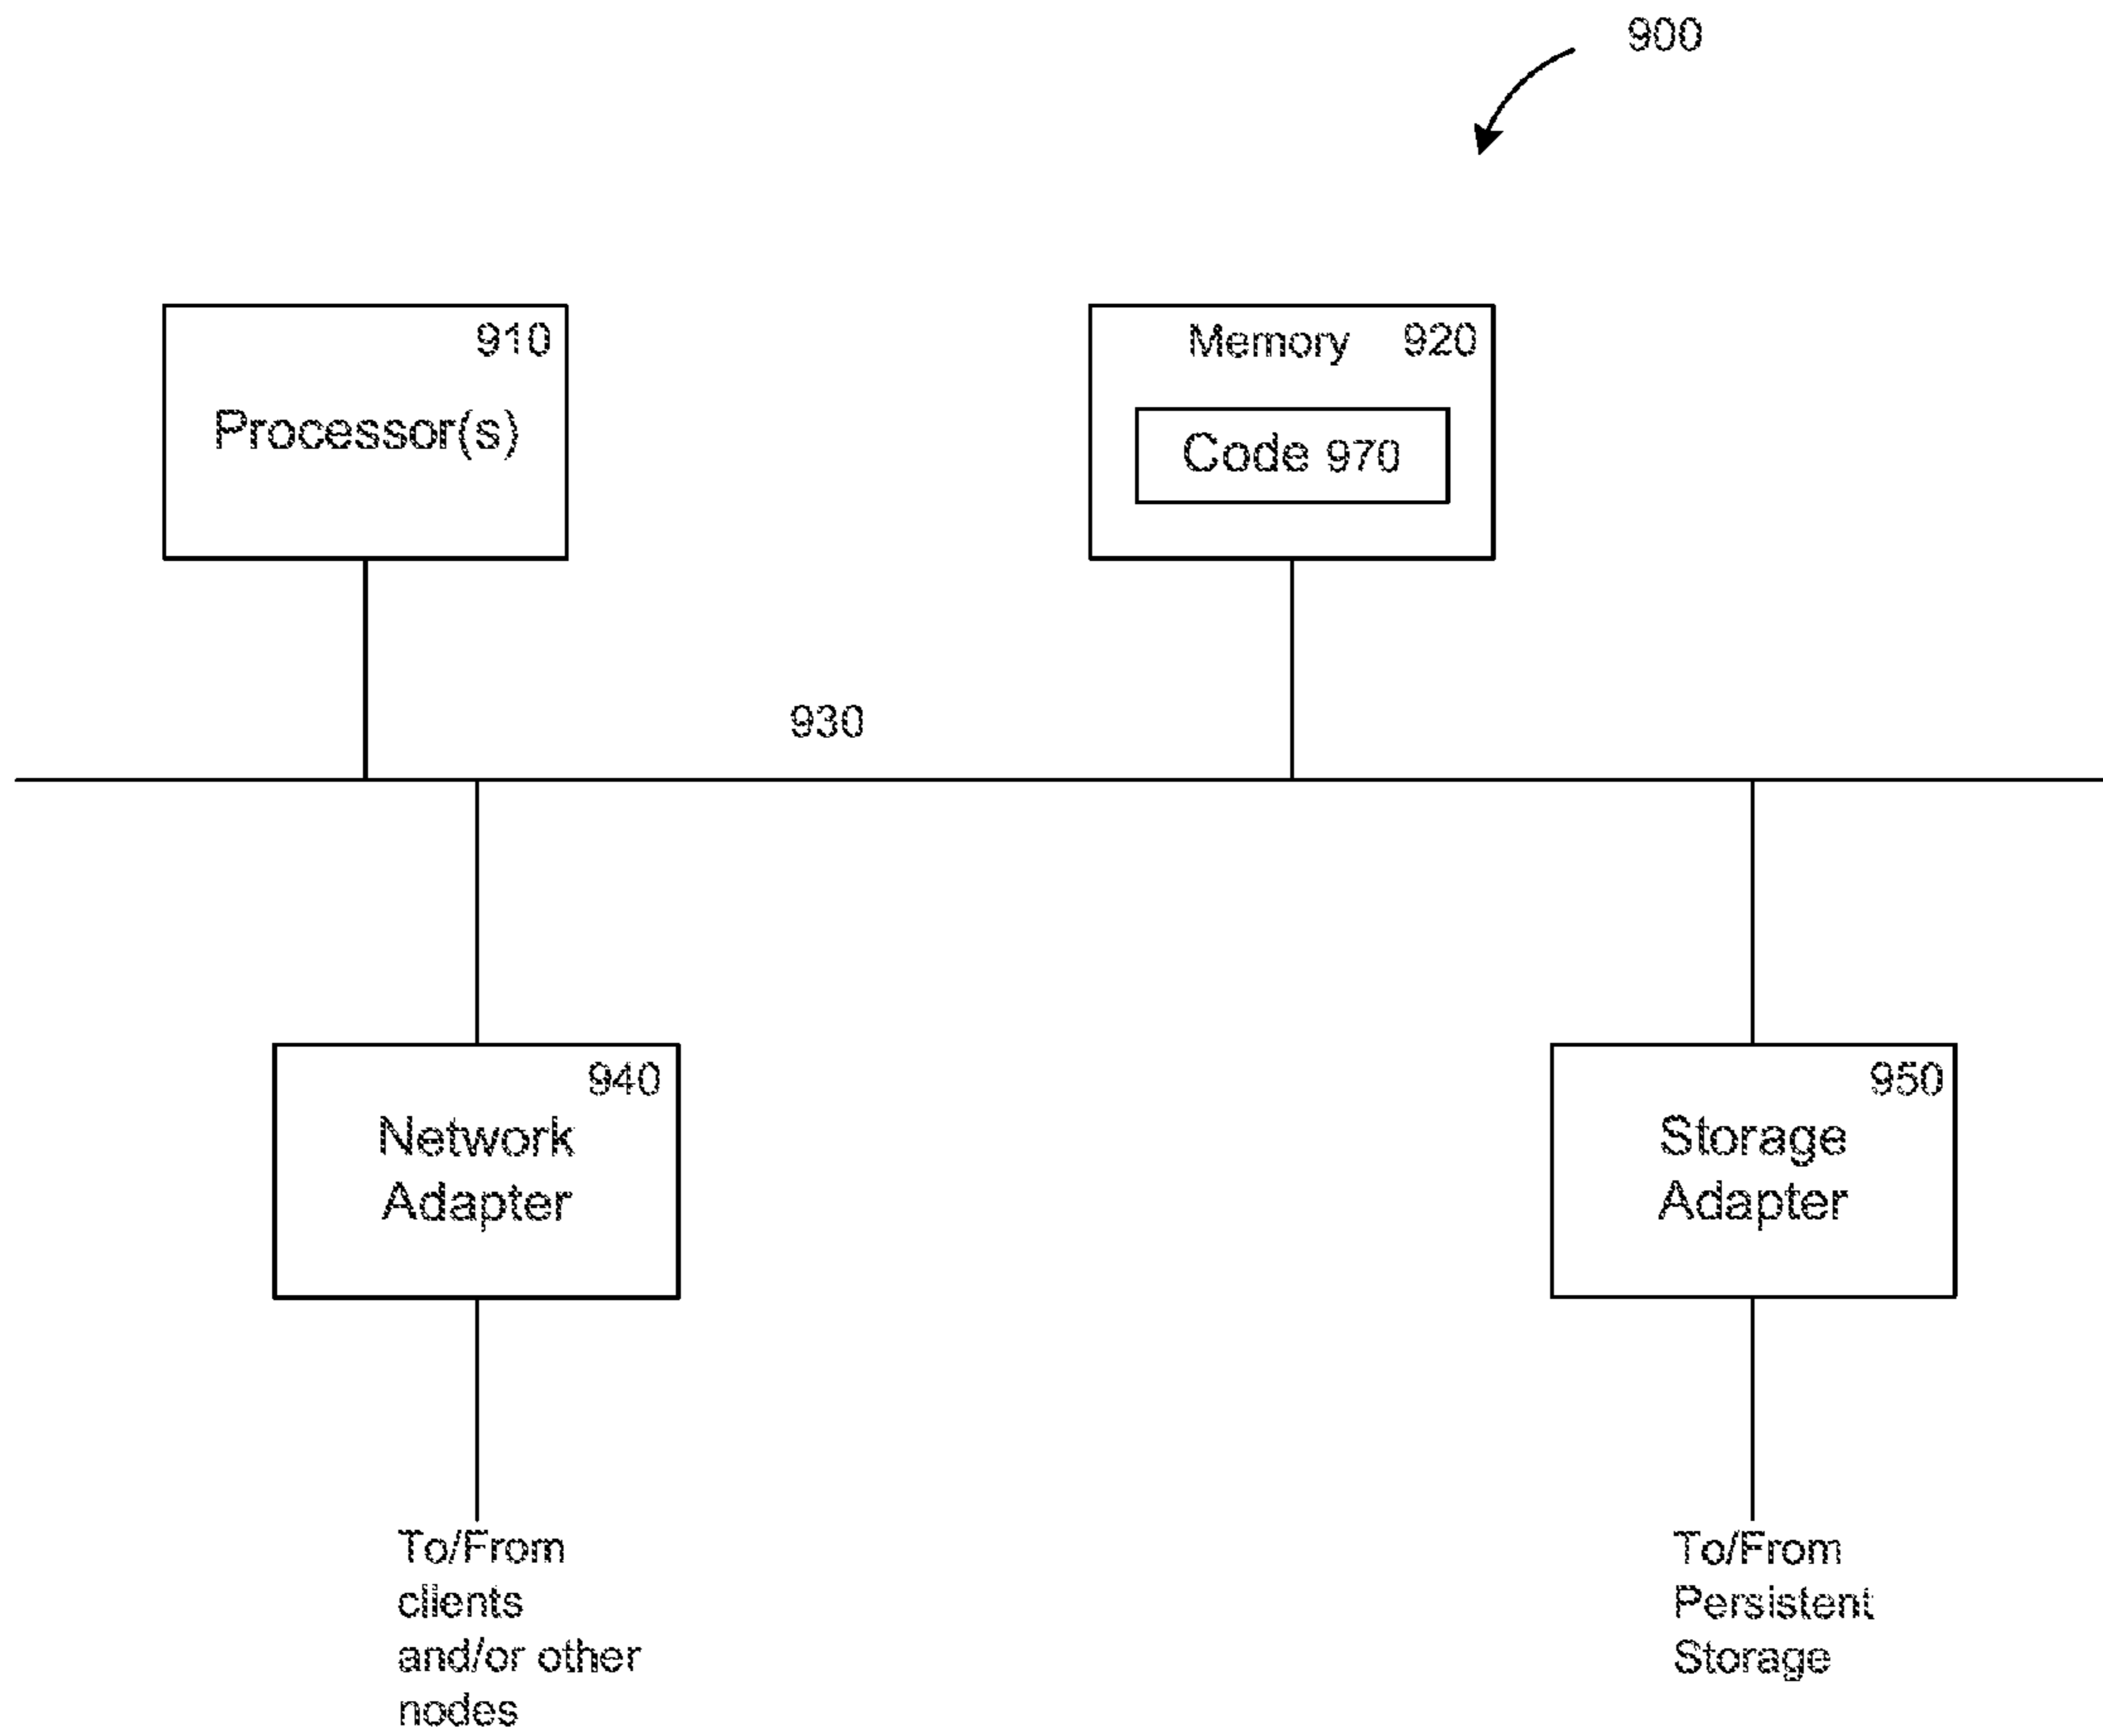 900
910
Processor(s)
Memory 920
Code 970
930
940
Network
Adapter
950
Storage
Adapter
To/From
clients
and/or other
nodes
To/From
Persistent
Storage